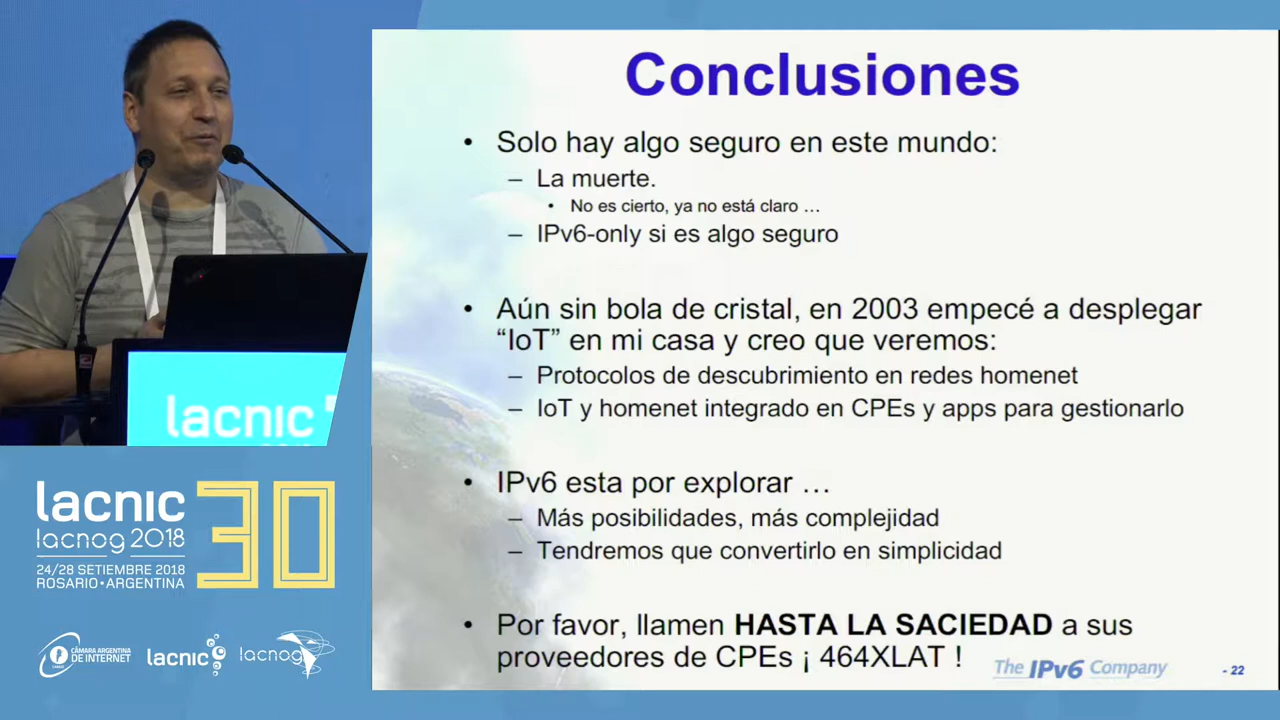 Conclusiones
• Solo hay algo seguro en este mundo:
– La muerte.
• No es cierto, ya no está claro …
– IPv6-only si es algo seguro
• Aún sin bola de cristal, en 2003 empecé a desplegar
“IoT” en mi casa y creo que veremos:
– Protocolos de descubrimiento en redes homenet
– IoT y homenet integrado en CPEs y apps para gestionarlo
• IPv6 esta por explorar …
– Más posibilidades, más complejidad
– Tendremos que convertirlo en simplicidad
• Por favor, llamen HASTA LA SACIEDAD a sus
proveedores de CPEs ¡ 464XLAT !
The IPv6 Company
- 22
lacnic
lacnic 30
lacnog 2018
24/28 SETIEMBRE 2018
ROSARIO • ARGENTINA
CÁMARA ARGENTINA
DE INTERNET
lacnic
lacnog